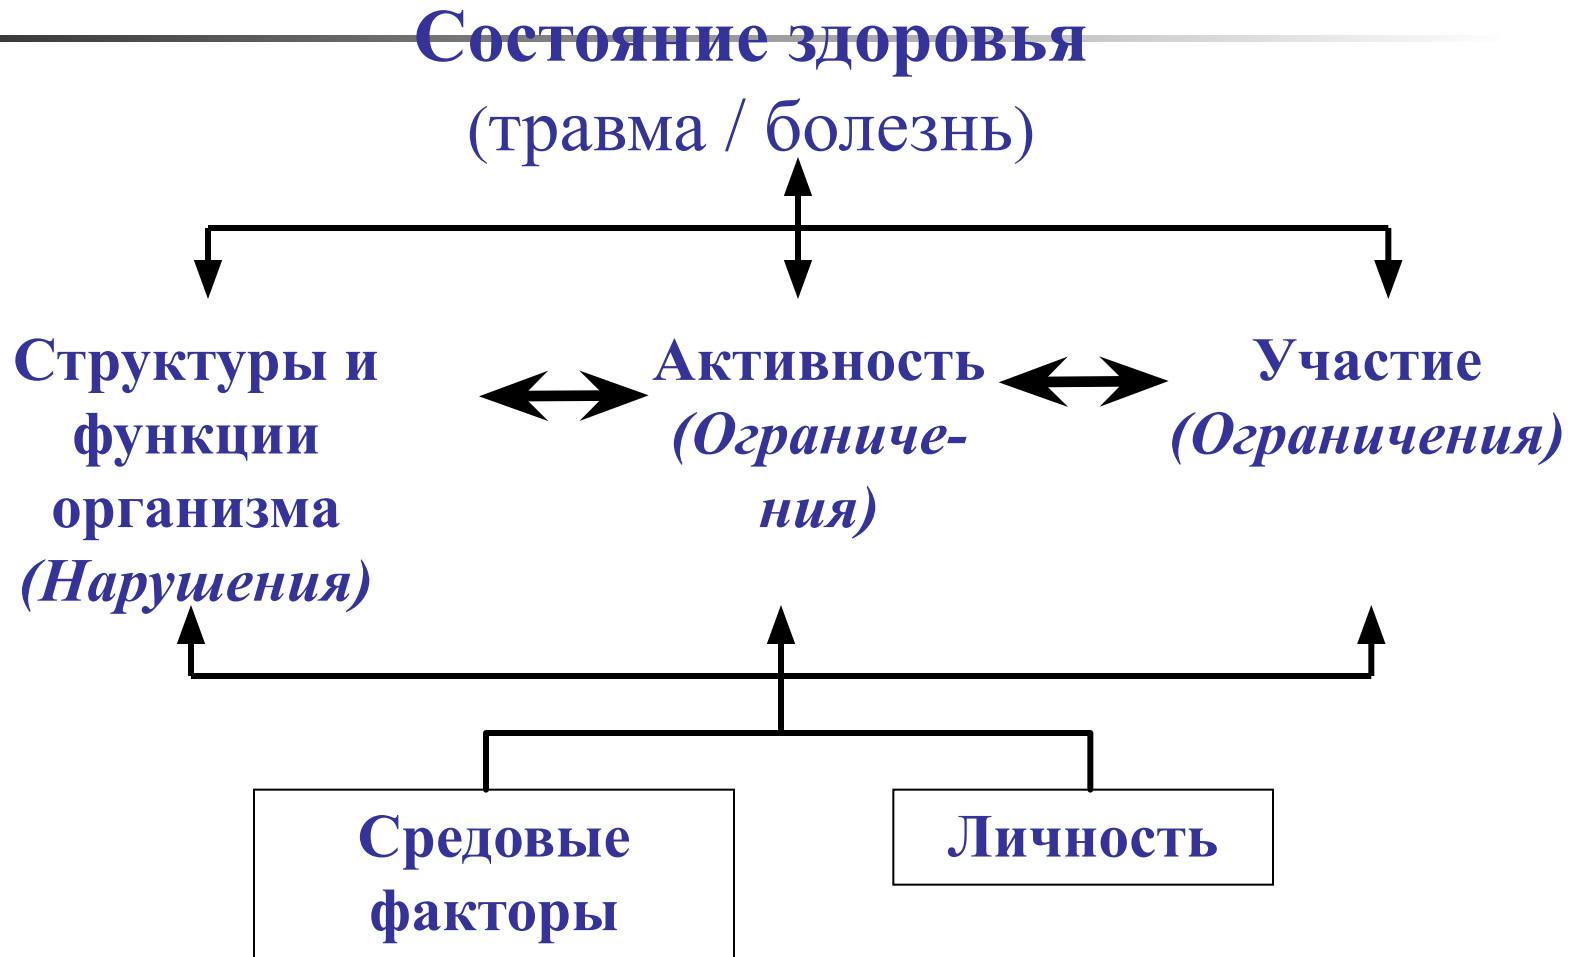 Состояние здоровья
(травма / болезнь)
Структуры и
функции
организма
(Нарушения)
Активность
(Ограниче-
ния)
Участие
(Ограничения)
Средовые
факторы
Личность